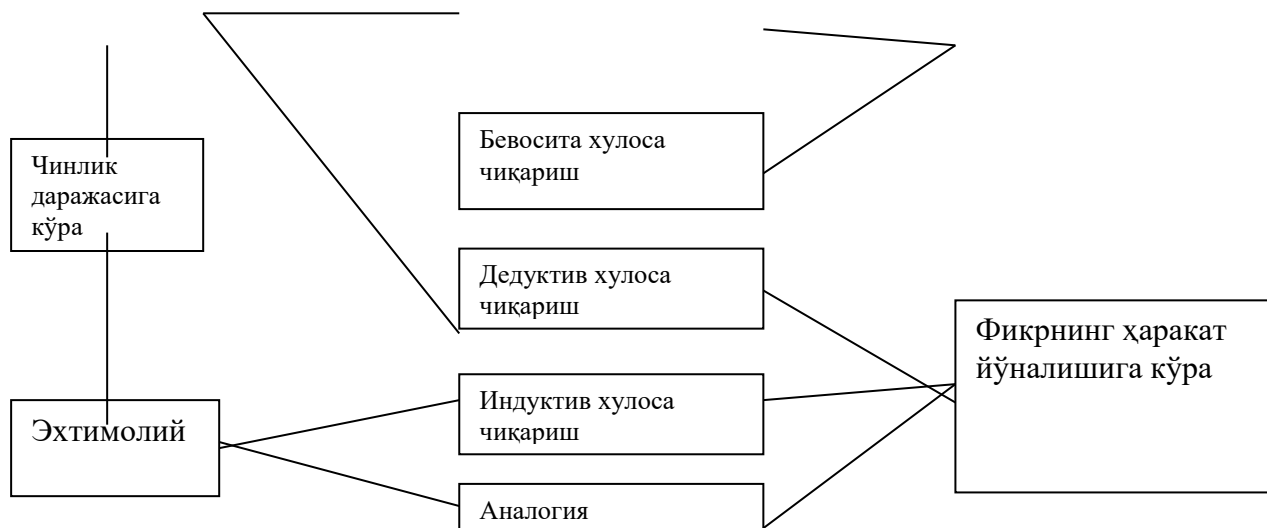 Бевосита хулоса
чиқариш
Чинлик
даражасига
кўра
Дедуктив хулоса
чиқариш
Фикрнинг ҳаракат
йўналишига кўра
Индуктив хулоса
чиқариш
Эхтимолий
Аналогия